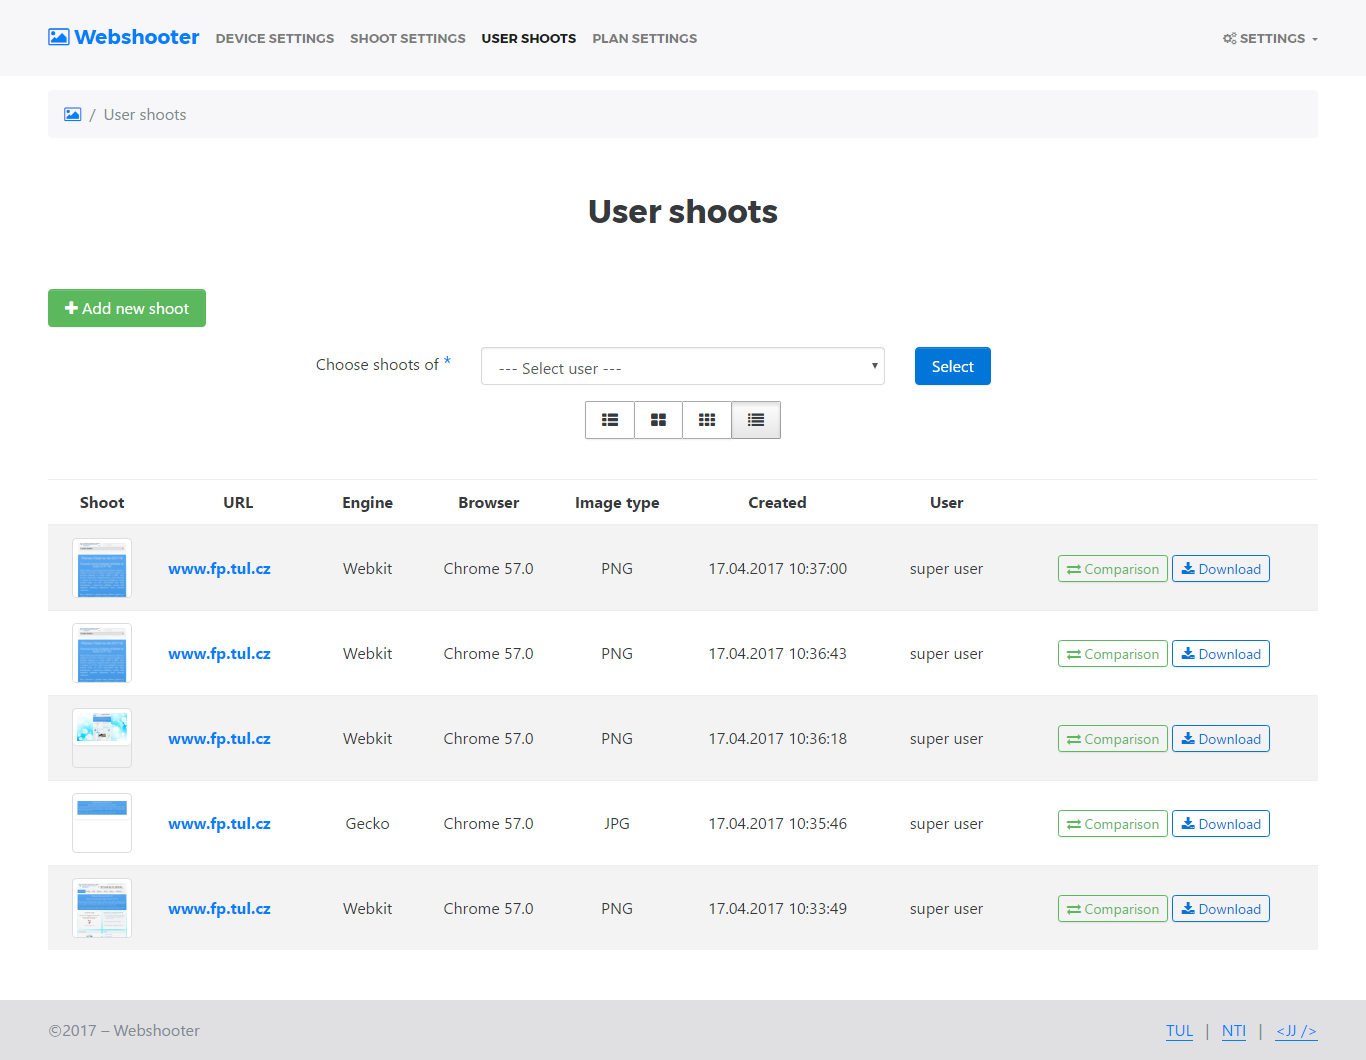 Webshooter DEVICE SETTINGS SHOOT SETTINGS USER SHOOTS PLAN SETTINGS SETTINGS
/ User shoots
User shoots
Add new shoot
Choose shoots of * --- Select user --- Select
Shoot URL Engine Browser Image type Created User
www.fp.tul.cz Webkit Chrome 57.0 PNG 17.04.2017 10:37:00 super user Comparison Download
www.fp.tul.cz Webkit Chrome 57.0 PNG 17.04.2017 10:36:43 super user Comparison Download
www.fp.tul.cz Webkit Chrome 57.0 PNG 17.04.2017 10:36:18 super user Comparison Download
www.fp.tul.cz Gecko Chrome 57.0 JPG 17.04.2017 10:35:46 super user Comparison Download
www.fp.tul.cz Webkit Chrome 57.0 PNG 17.04.2017 10:33:49 super user Comparison Download
©2017 – Webshooter TUL | NTI | <JJ />